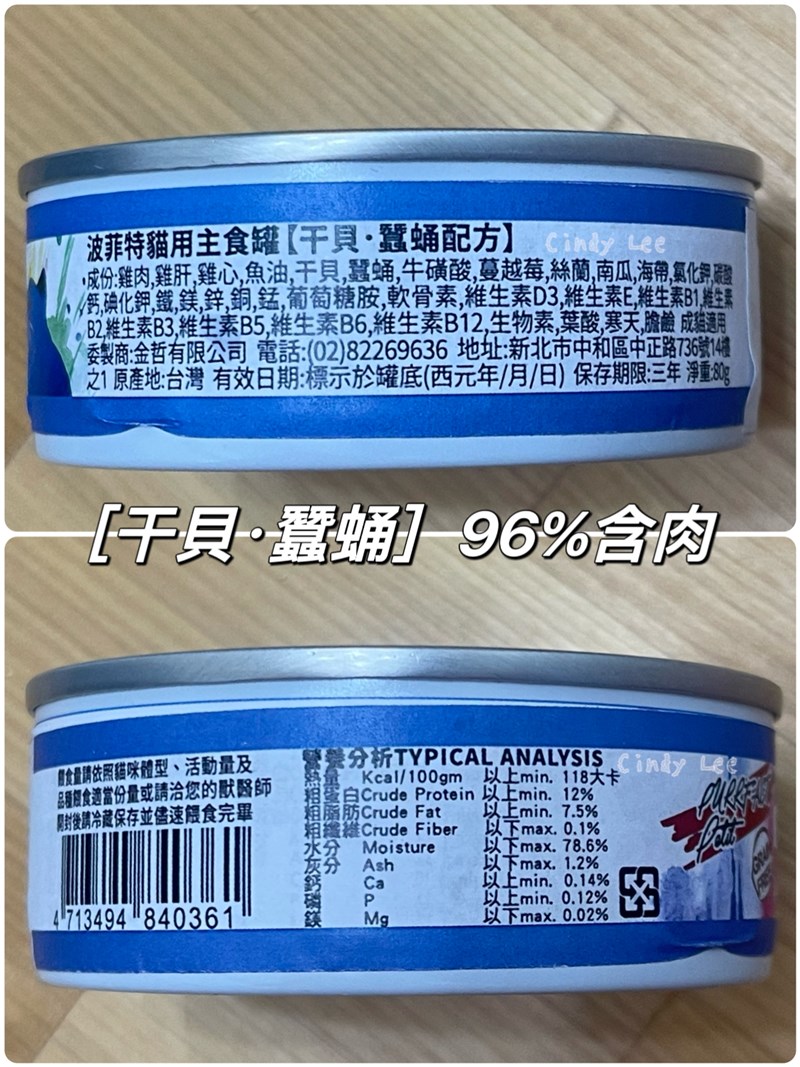 波菲特貓用主食罐【干貝·蠶蛹配方】
Cindy Lee
·成份:雞肉,雞肝,雞心,魚油,干貝,蠶蛹,牛磺酸,蔓越莓,絲蘭,南瓜,海帶,氯化鉀,碳酸
鈣,碘化鉀,鐵,鎂,鋅,銅,錳,葡萄糖胺,軟骨素,維生素D3,維生素E,維生素B1,維生素
B2,維生素B3,維生素B5,維生素B6,維生素B12,生物素,葉酸,寒天,膽鹼 成貓適用
委製商:金哲有限公司 電話:(02)82269636 地址:新北市中和區中正路736號14樓
之1 原產地:台灣 有效日期:標示於罐底(西元年/月/日) 保存期限:三年 淨重:80g
[干貝·蠶蛹] 96%含肉
餵食量請依照貓咪體型、活動量及
品種餵食適當份量或請洽您的獸醫師
開封後請冷藏保存並儘速餵食完畢
4 713494 840361
營養分析TYPICAL ANALYSIS
熱量 Kcal/100gm 以上min. 118大卡
粗蛋白Crude Protein 以上min. 12%
粗脂肪Crude Fat 以上min. 7.5%
粗纖維Crude Fiber 以下max. 0.1%
水分 Moisture 以下max. 78.6%
灰分 Ash 以下max. 1.2%
鈣 Ca 以上min. 0.14%
磷 P 以上min. 0.12%
鎂 Mg 以下max. 0.02%
Cindy Lee
Petit